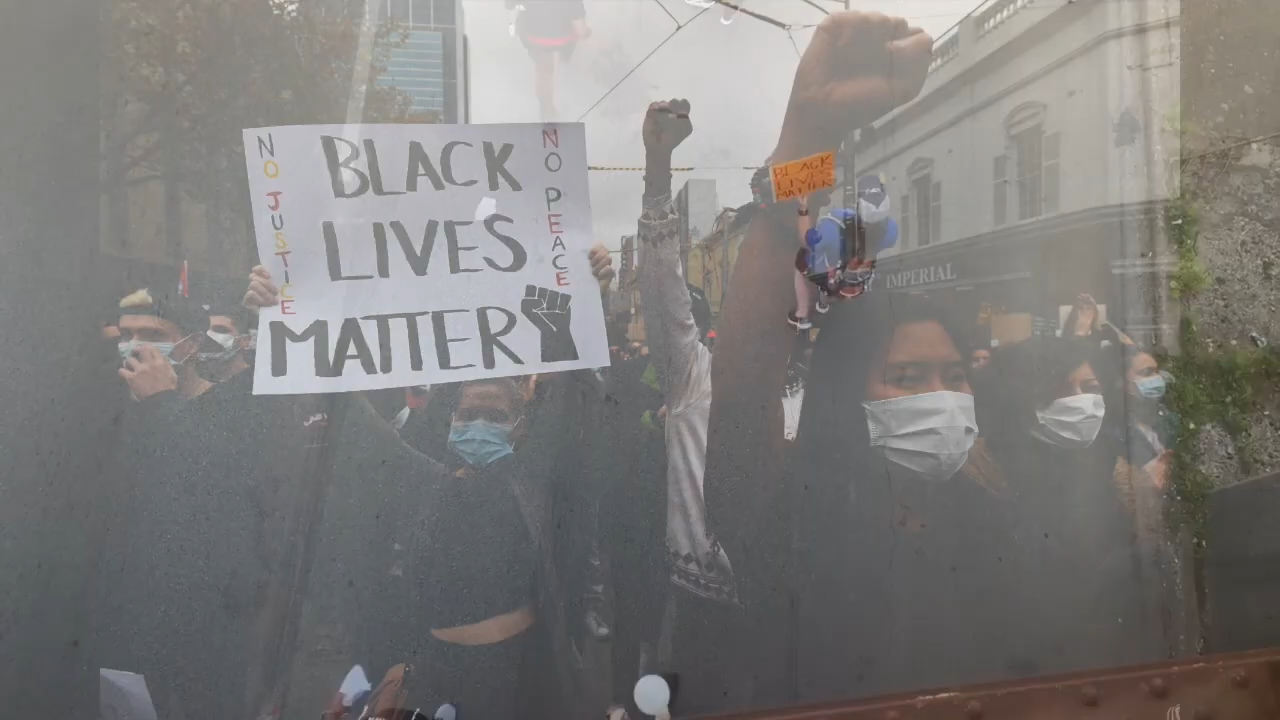 NO JUSTICE
BLACK
LIVES
MATTER
NO PEACE
BLACK
LIVES
MATTER
IMPERIAL